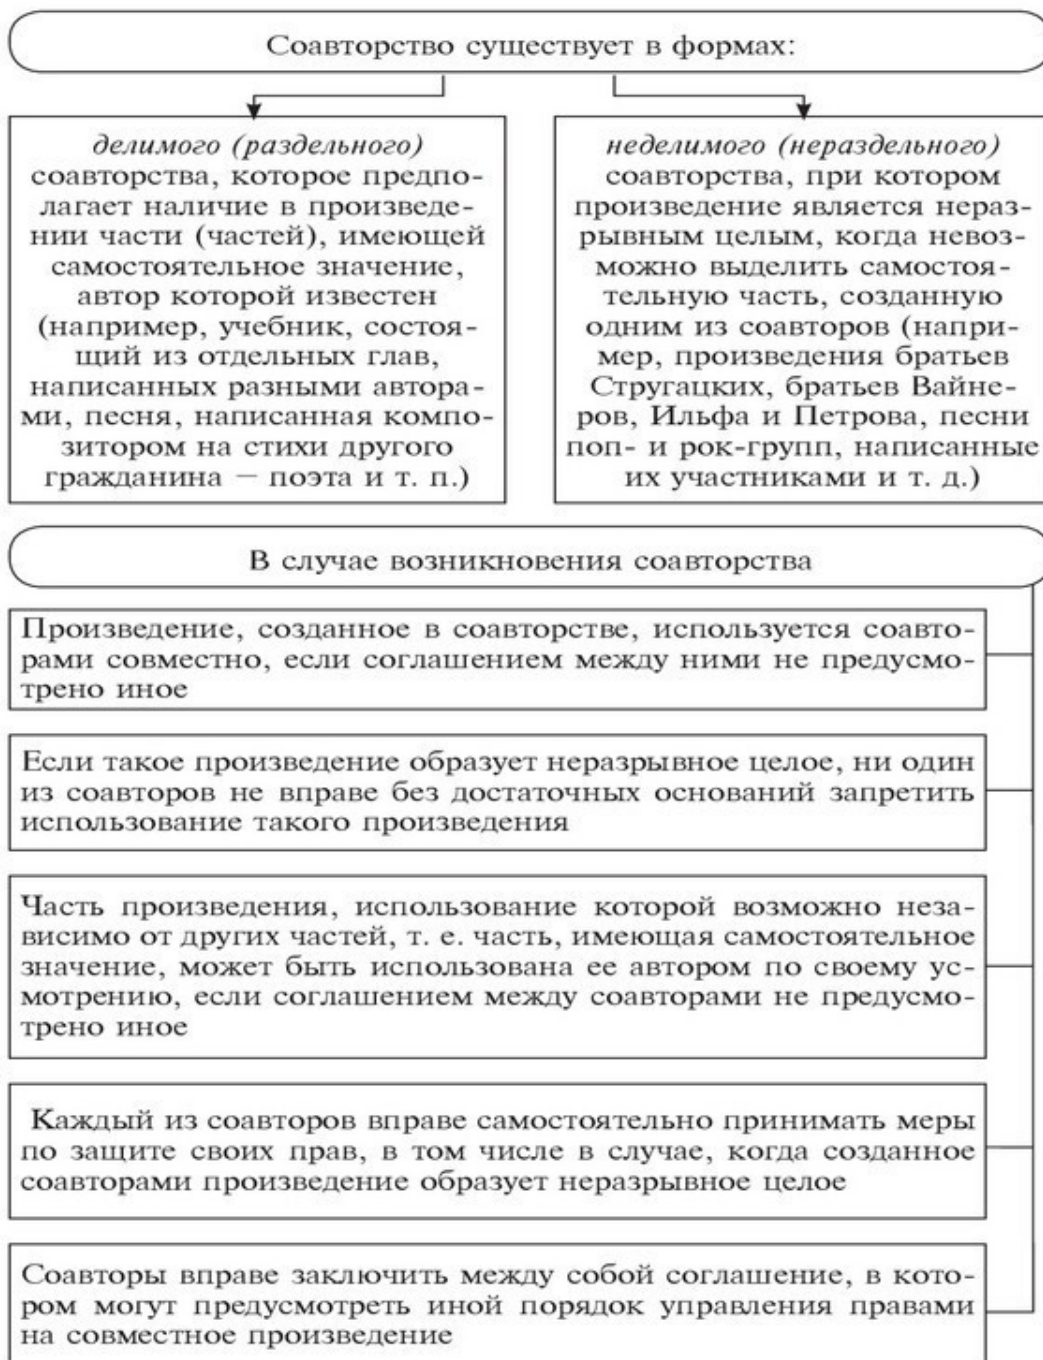 Соавторство существует в формах:
делимого (раздельного)
соавторства, которое предпо-
лагает наличие в произведе-
нии части (частей), имеющей
самостоятельное значение,
автор которой известен
(например, учебник, состоя-
щий из отдельных глав,
написанных разными автора-
ми, песня, написанная компо-
зитором на стихи другого
гражданина — поэта и т. п.)
неделимого (нераздельного)
соавторства, при котором
произведение является нераз-
рывным целым, когда невоз-
можно выделить самостоя-
тельную часть, созданную
одним из соавторов (напри-
мер, произведения братьев
Стругацких, братьев Вайне-
ров, Ильфа и Петрова, песни
поп- и рок-групп, написанные
их участниками и т. д.)
В случае возникновения соавторства
Произведение, созданное в соавторстве, используется соавто-
рами совместно, если соглашением между ними не предусмо-
трено иное
Если такое произведение образует неразрывное целое, ни один
из соавторов не вправе без достаточных оснований запретить
использование такого произведения
Часть произведения, использование которой возможно неза-
висимо от других частей, т. е. часть, имеющая самостоятельное
значение, может быть использована ее автором по своему ус-
мотрению, если соглашением между соавторами не предусмо-
трено иное
Каждый из соавторов вправе самостоятельно принимать меры
по защите своих прав, в том числе в случае, когда созданное
соавторами произведение образует неразрывное целое
Соавторы вправе заключить между собой соглашение, в кото-
ром могут предусмотреть иной порядок управления правами
на совместное произведение